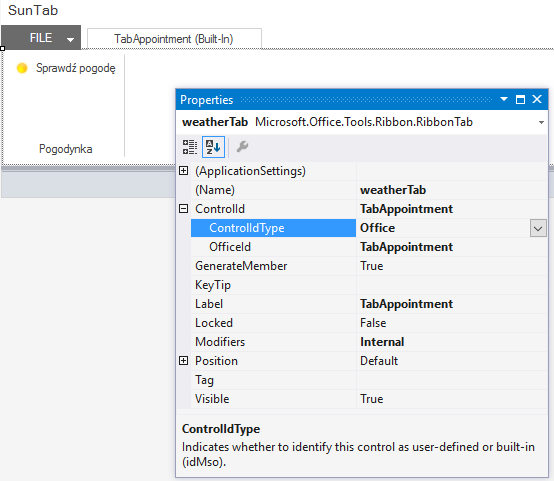 SunTab
FILE
TabAppointment (Built-In)
Sprawdź pogodę
Pogodynka
Properties
weatherTab Microsoft.Office.Tools.Ribbon.RibbonTab
(ApplicationSettings)
(Name) weatherTab
ControlId TabAppointment
ControlIdType Office
OfficeId TabAppointment
GenerateMember True
KeyTip
Label TabAppointment
Locked False
Modifiers Internal
Position Default
Tag
Visible True
ControlIdType
Indicates whether to identify this control as user-defined or built-in
(idMso).